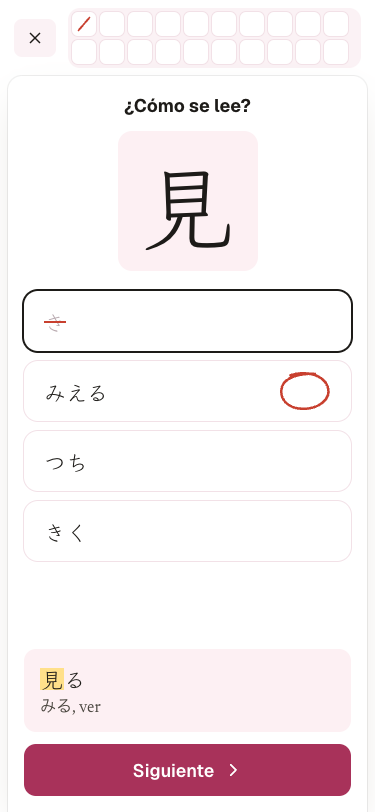 ¿Cómo se lee?
見
き
みえる
つち
きく
見る
みる, ver
Siguiente